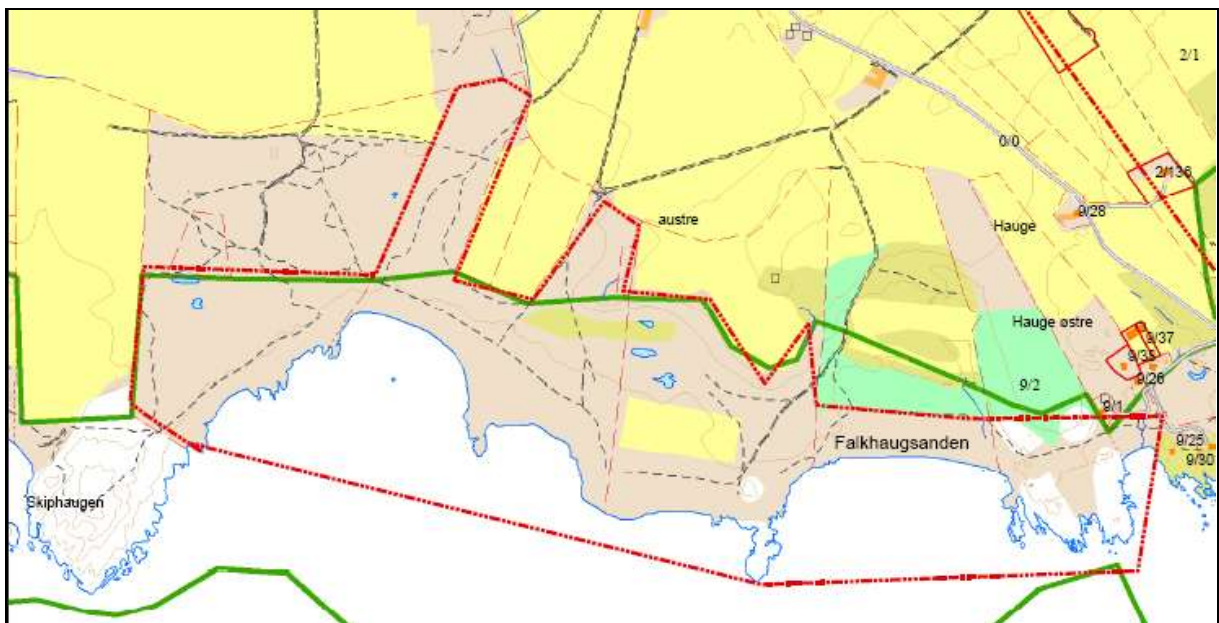 2/1
0/0
2/136
9/28
austre
Hauge
Hauge østre
9/37
9/35
9/26
9/2
9/1
Falkhaugsanden
9/25
9/30
Skiphaugen